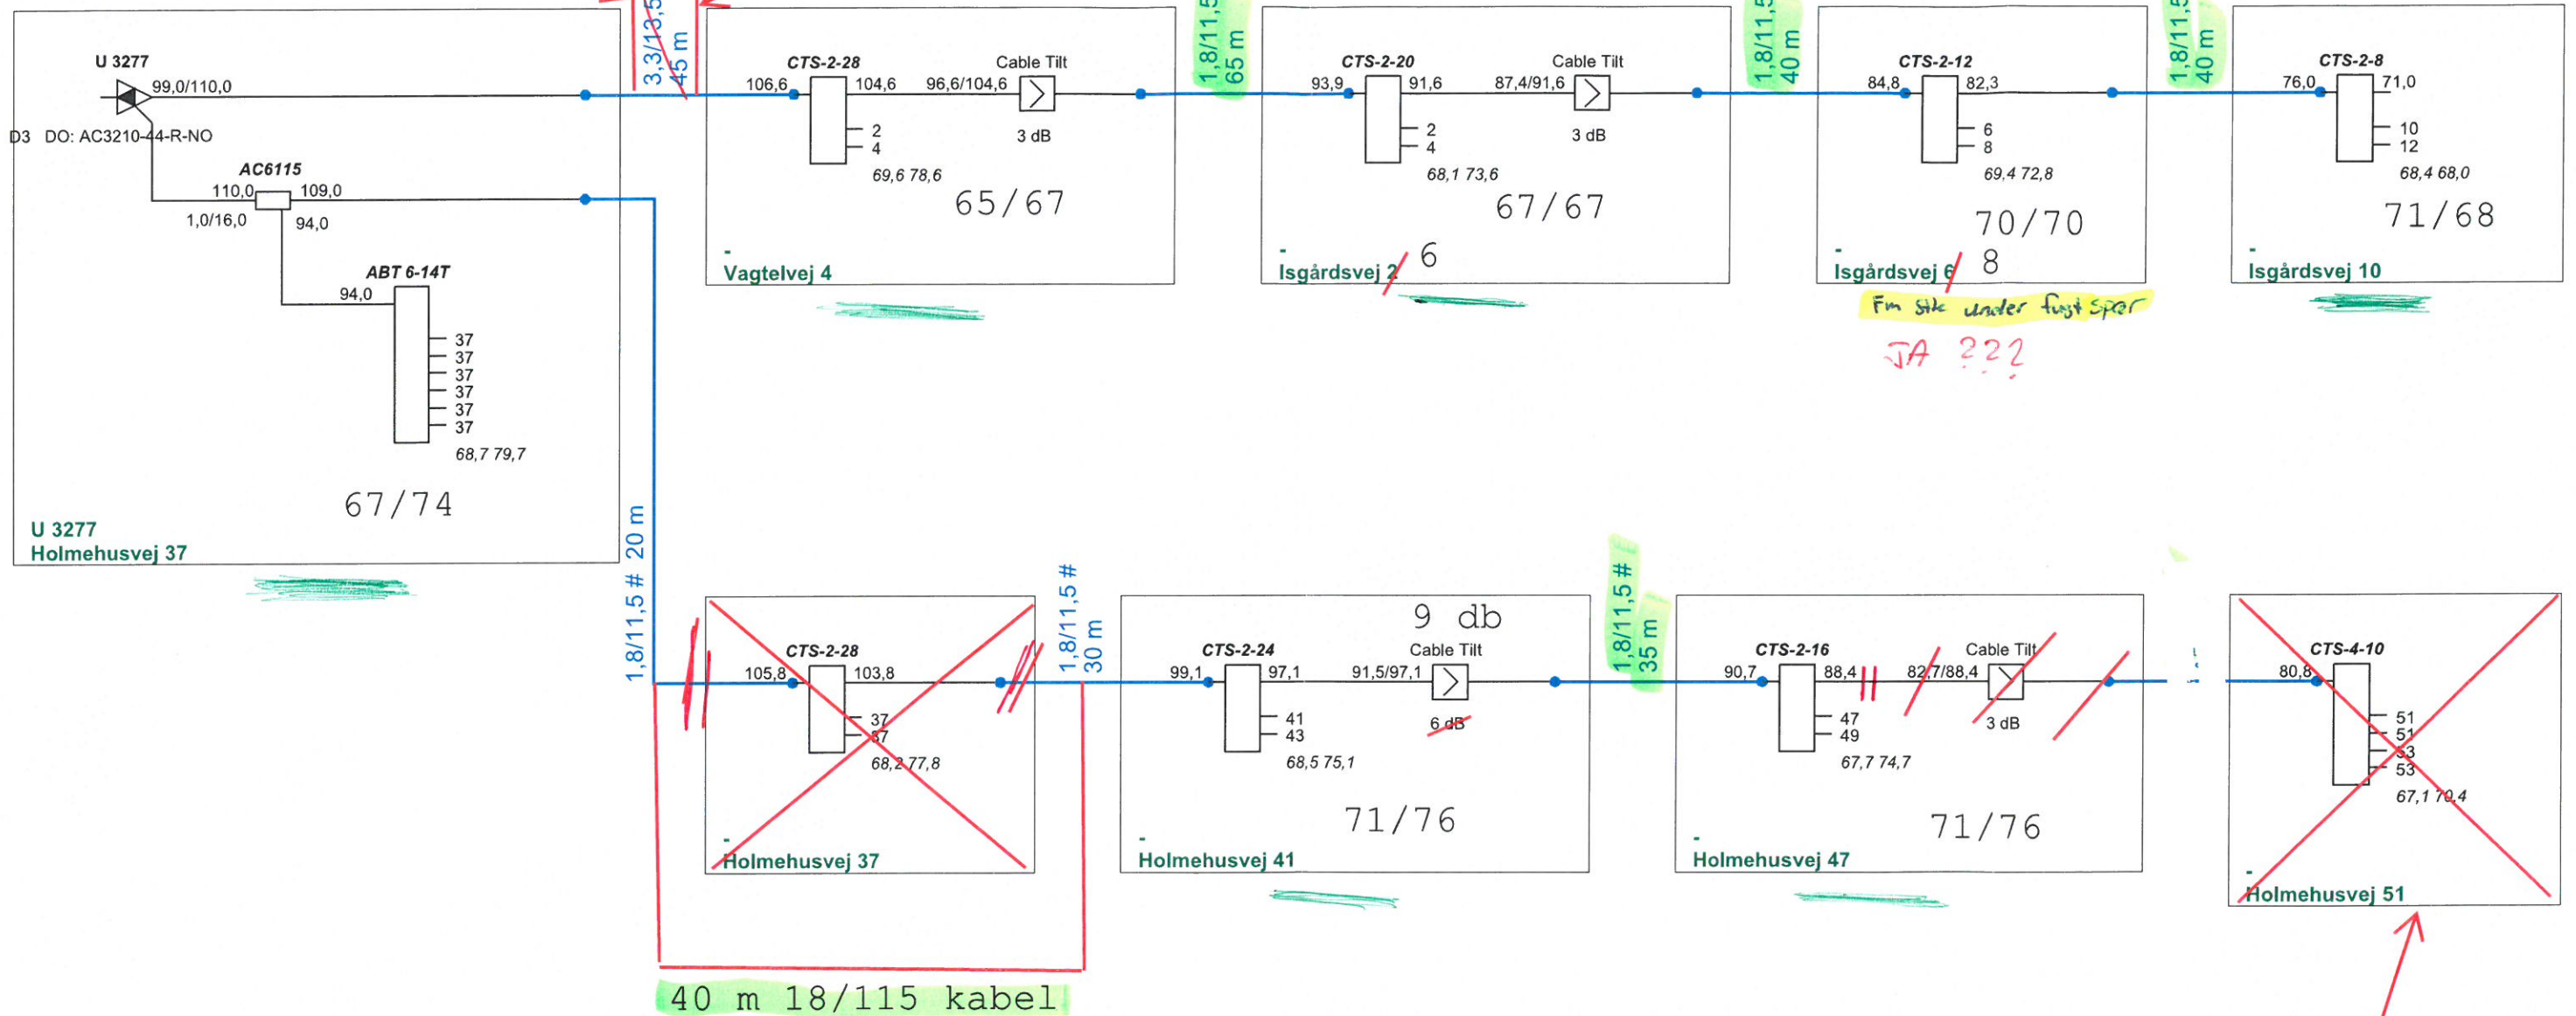 U 3277
99,0/110,0
D3 DO: AC3210-44-R-NO
AC6115
110,0
109,0
1,0/16,0
94,0
ABT 6-14T
94,0
37
37
37
37
37
37
68,7 79,7
67/74
U 3277
Holmehusvej 37
45 m
CTS-2-28
106,6
104,6
96,6/104,6
Cable Tilt
3 dB
2
4
69,6 78,6
65/67
-
Vagtelvej 4
1,8/11,5
65 m
CTS-2-20
93,9
91,6
87,4/91,6
Cable Tilt
3 dB
2
4
68,1 73,6
67/67
-
Isgårdsvej 2
6
1,8/11,5
40 m
CTS-2-12
84,8
82,3
6
8
69,4 72,8
70/70
-
Isgårdsvej 6
8
Fm stk under fugt spær
JA ???
1,8/11,5
40 m
CTS-2-8
76,0
71,0
10
12
68,4 68,0
71/68
-
Isgårdsvej 10
1,8/11,5 # 20 m
CTS-2-28
105,8
103,8
37
37
68,2 77,8
-
Holmehusvej 37
1,8/11,5 #
30 m
9 db
CTS-2-24
99,1
97,1
91,5/97,1
Cable Tilt
6 dB
41
43
68,5 75,1
71/76
-
Holmehusvej 41
1,8/11,5 #
35 m
CTS-2-16
90,7
88,4
82,7/88,4
Cable Tilt
3 dB
47
49
67,7 74,7
71/76
-
Holmehusvej 47
CTS-4-10
80,8
51
51
53
53
67,1 70,4
-
Holmehusvej 51
40 m 18/115 kabel